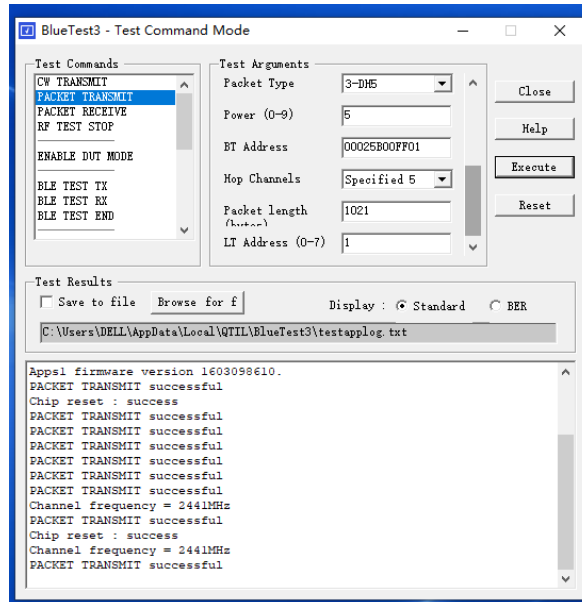 BlueTest3 - Test Command Mode
Test Commands
CW TRANSMIT
PACKET TRANSMIT
PACKET RECEIVE
RF TEST STOP
ENABLE DUT MODE
BLE TEST TX
BLE TEST RX
BLE TEST END
Test Arguments
Packet Type 3-DH5
Power (0-9) 5
BT Address 00025B00FF01
Hop Channels Specified 5
Packet length 1021
(bytes)
LT Address (0-7) 1
Close
Help
Execute
Reset
Test Results
Save to file Browse for f Display : Standard BER
C:\Users\DELL\AppData\Local\QTIL\BlueTest3\testapplog.txt
Apps1 firmware version 1603098610.
PACKET TRANSMIT successful
Chip reset : success
PACKET TRANSMIT successful
PACKET TRANSMIT successful
PACKET TRANSMIT successful
PACKET TRANSMIT successful
PACKET TRANSMIT successful
PACKET TRANSMIT successful
Channel frequency = 2441MHz
PACKET TRANSMIT successful
Chip reset : success
Channel frequency = 2441MHz
PACKET TRANSMIT successful